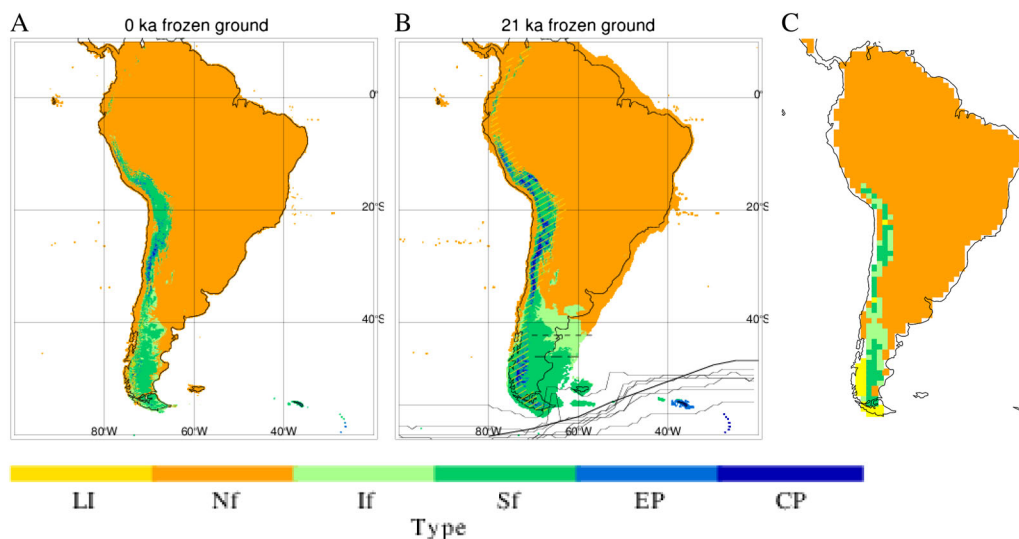 A
0 ka frozen ground
B
21 ka frozen ground
C
0°
20°S
40°S
80°W 60°W 40°W
0°
20°S
40°S
80°W 60°W 40°W
LI Nf If Sf EP CP
Type